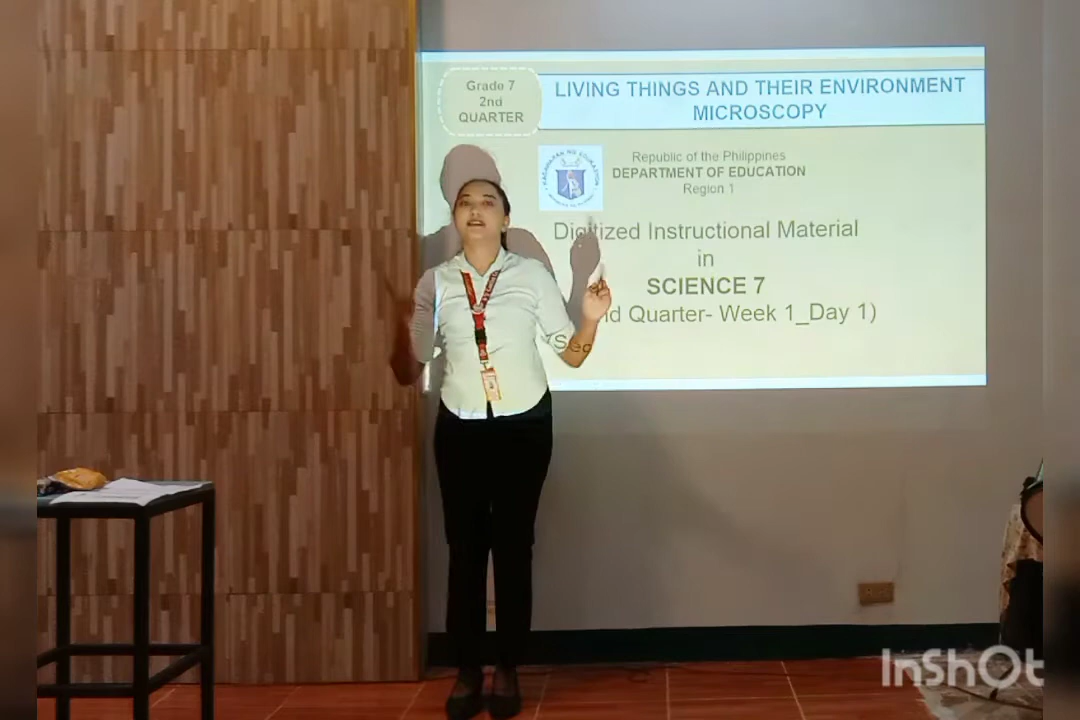 Grade 7
2nd
QUARTER
LIVING THINGS AND THEIR ENVIRONMENT
MICROSCOPY
Republic of the Philippines
DEPARTMENT OF EDUCATION
Region 1
Digitized Instructional Material
in
SCIENCE 7
Quarter- Week 1_Day 1)
InShOt